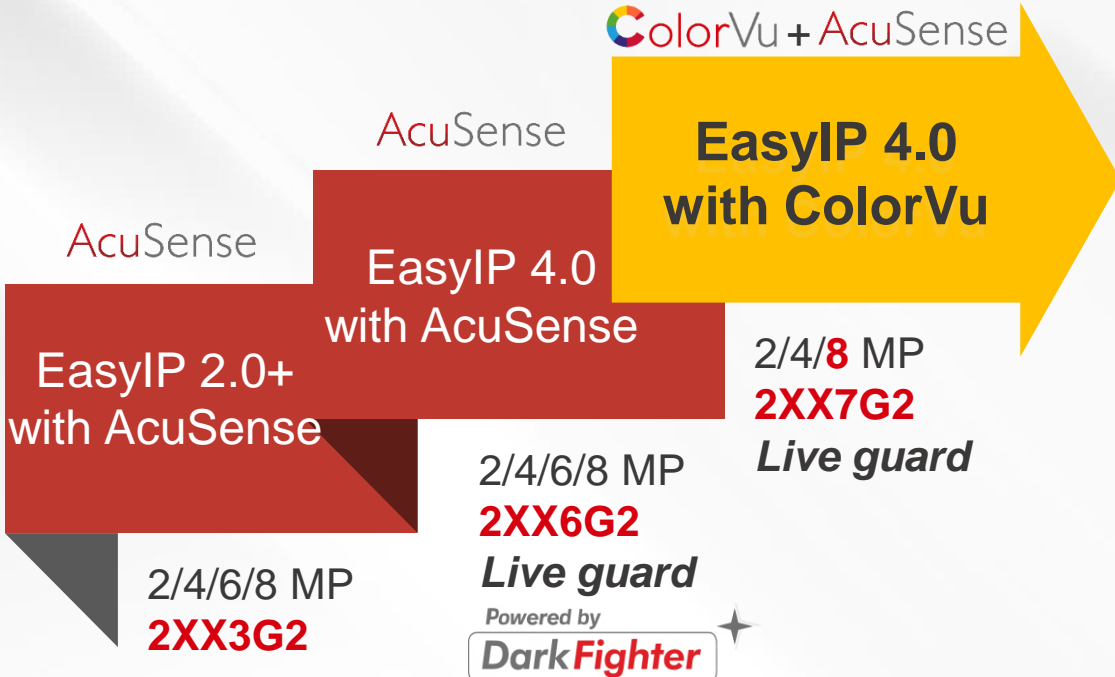 ColorVu + AcuSense
EasyIP 4.0
with ColorVu
AcuSense
EasyIP 4.0
with AcuSense
AcuSense
EasyIP 2.0+
with AcuSense
2/4/8 MP
2XX7G2
Live guard
2/4/6/8 MP
2XX6G2
Live guard
Powered by
DarkFighter
2/4/6/8 MP
2XX3G2